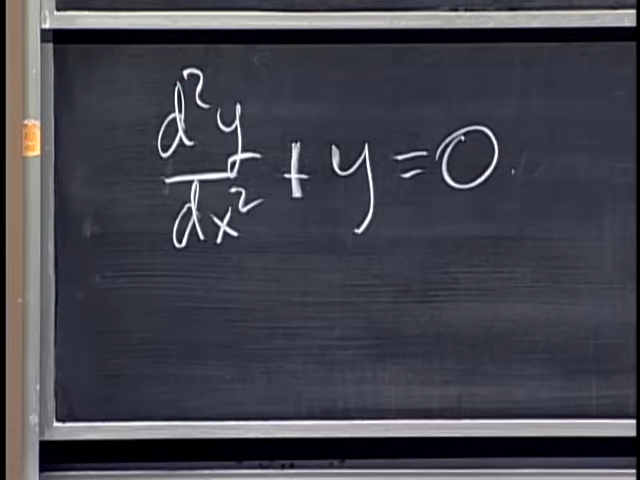 d²y/dx² + y = 0